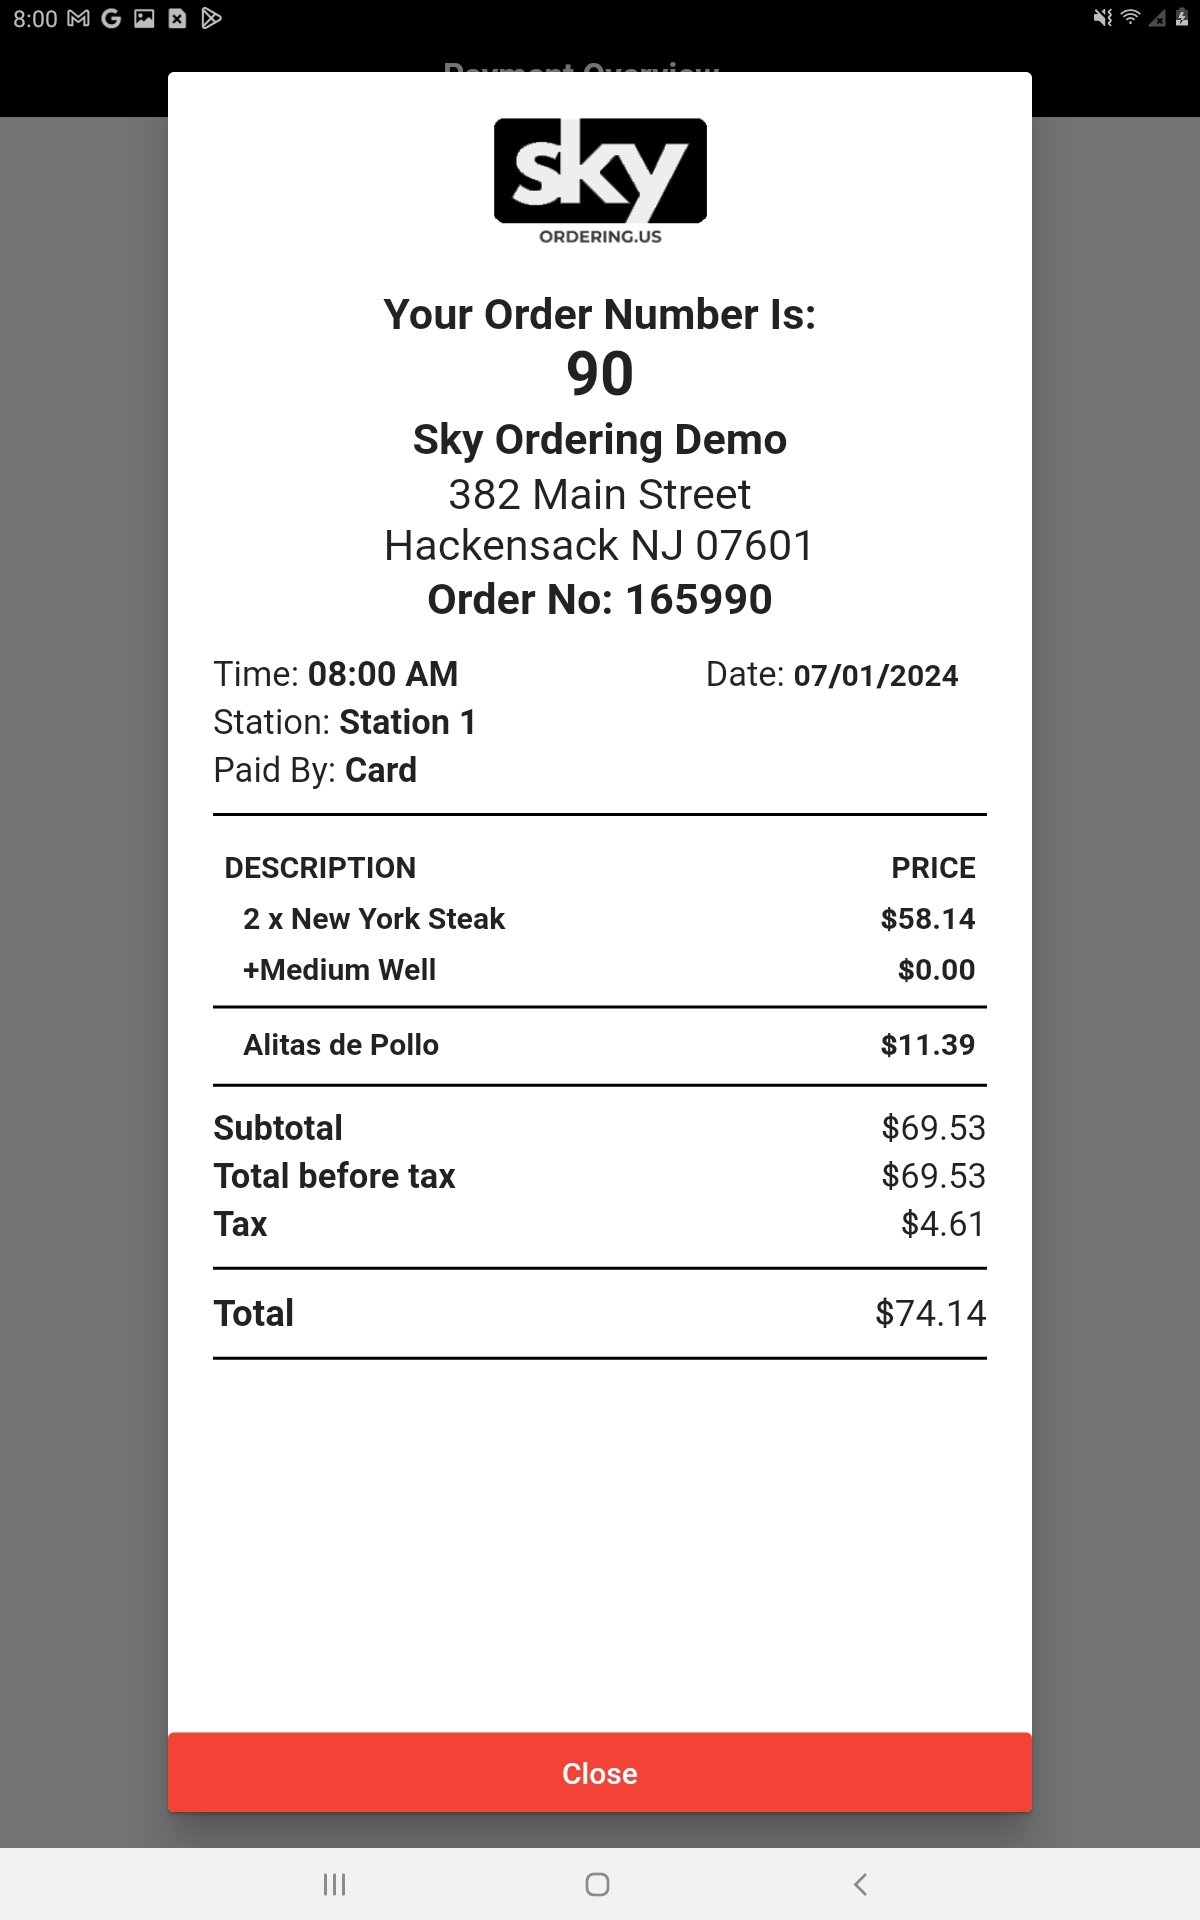 8:00
Payment Overview
sky
ORDERING.US
Your Order Number Is:
90
Sky Ordering Demo
382 Main Street
Hackensack NJ 07601
Order No: 165990
Time: 08:00 AM Date: 07/01/2024
Station: Station 1
Paid By: Card
DESCRIPTION PRICE
2 x New York Steak $58.14
+Medium Well $0.00
Alitas de Pollo $11.39
Subtotal $69.53
Total before tax $69.53
Tax $4.61
Total $74.14
Close